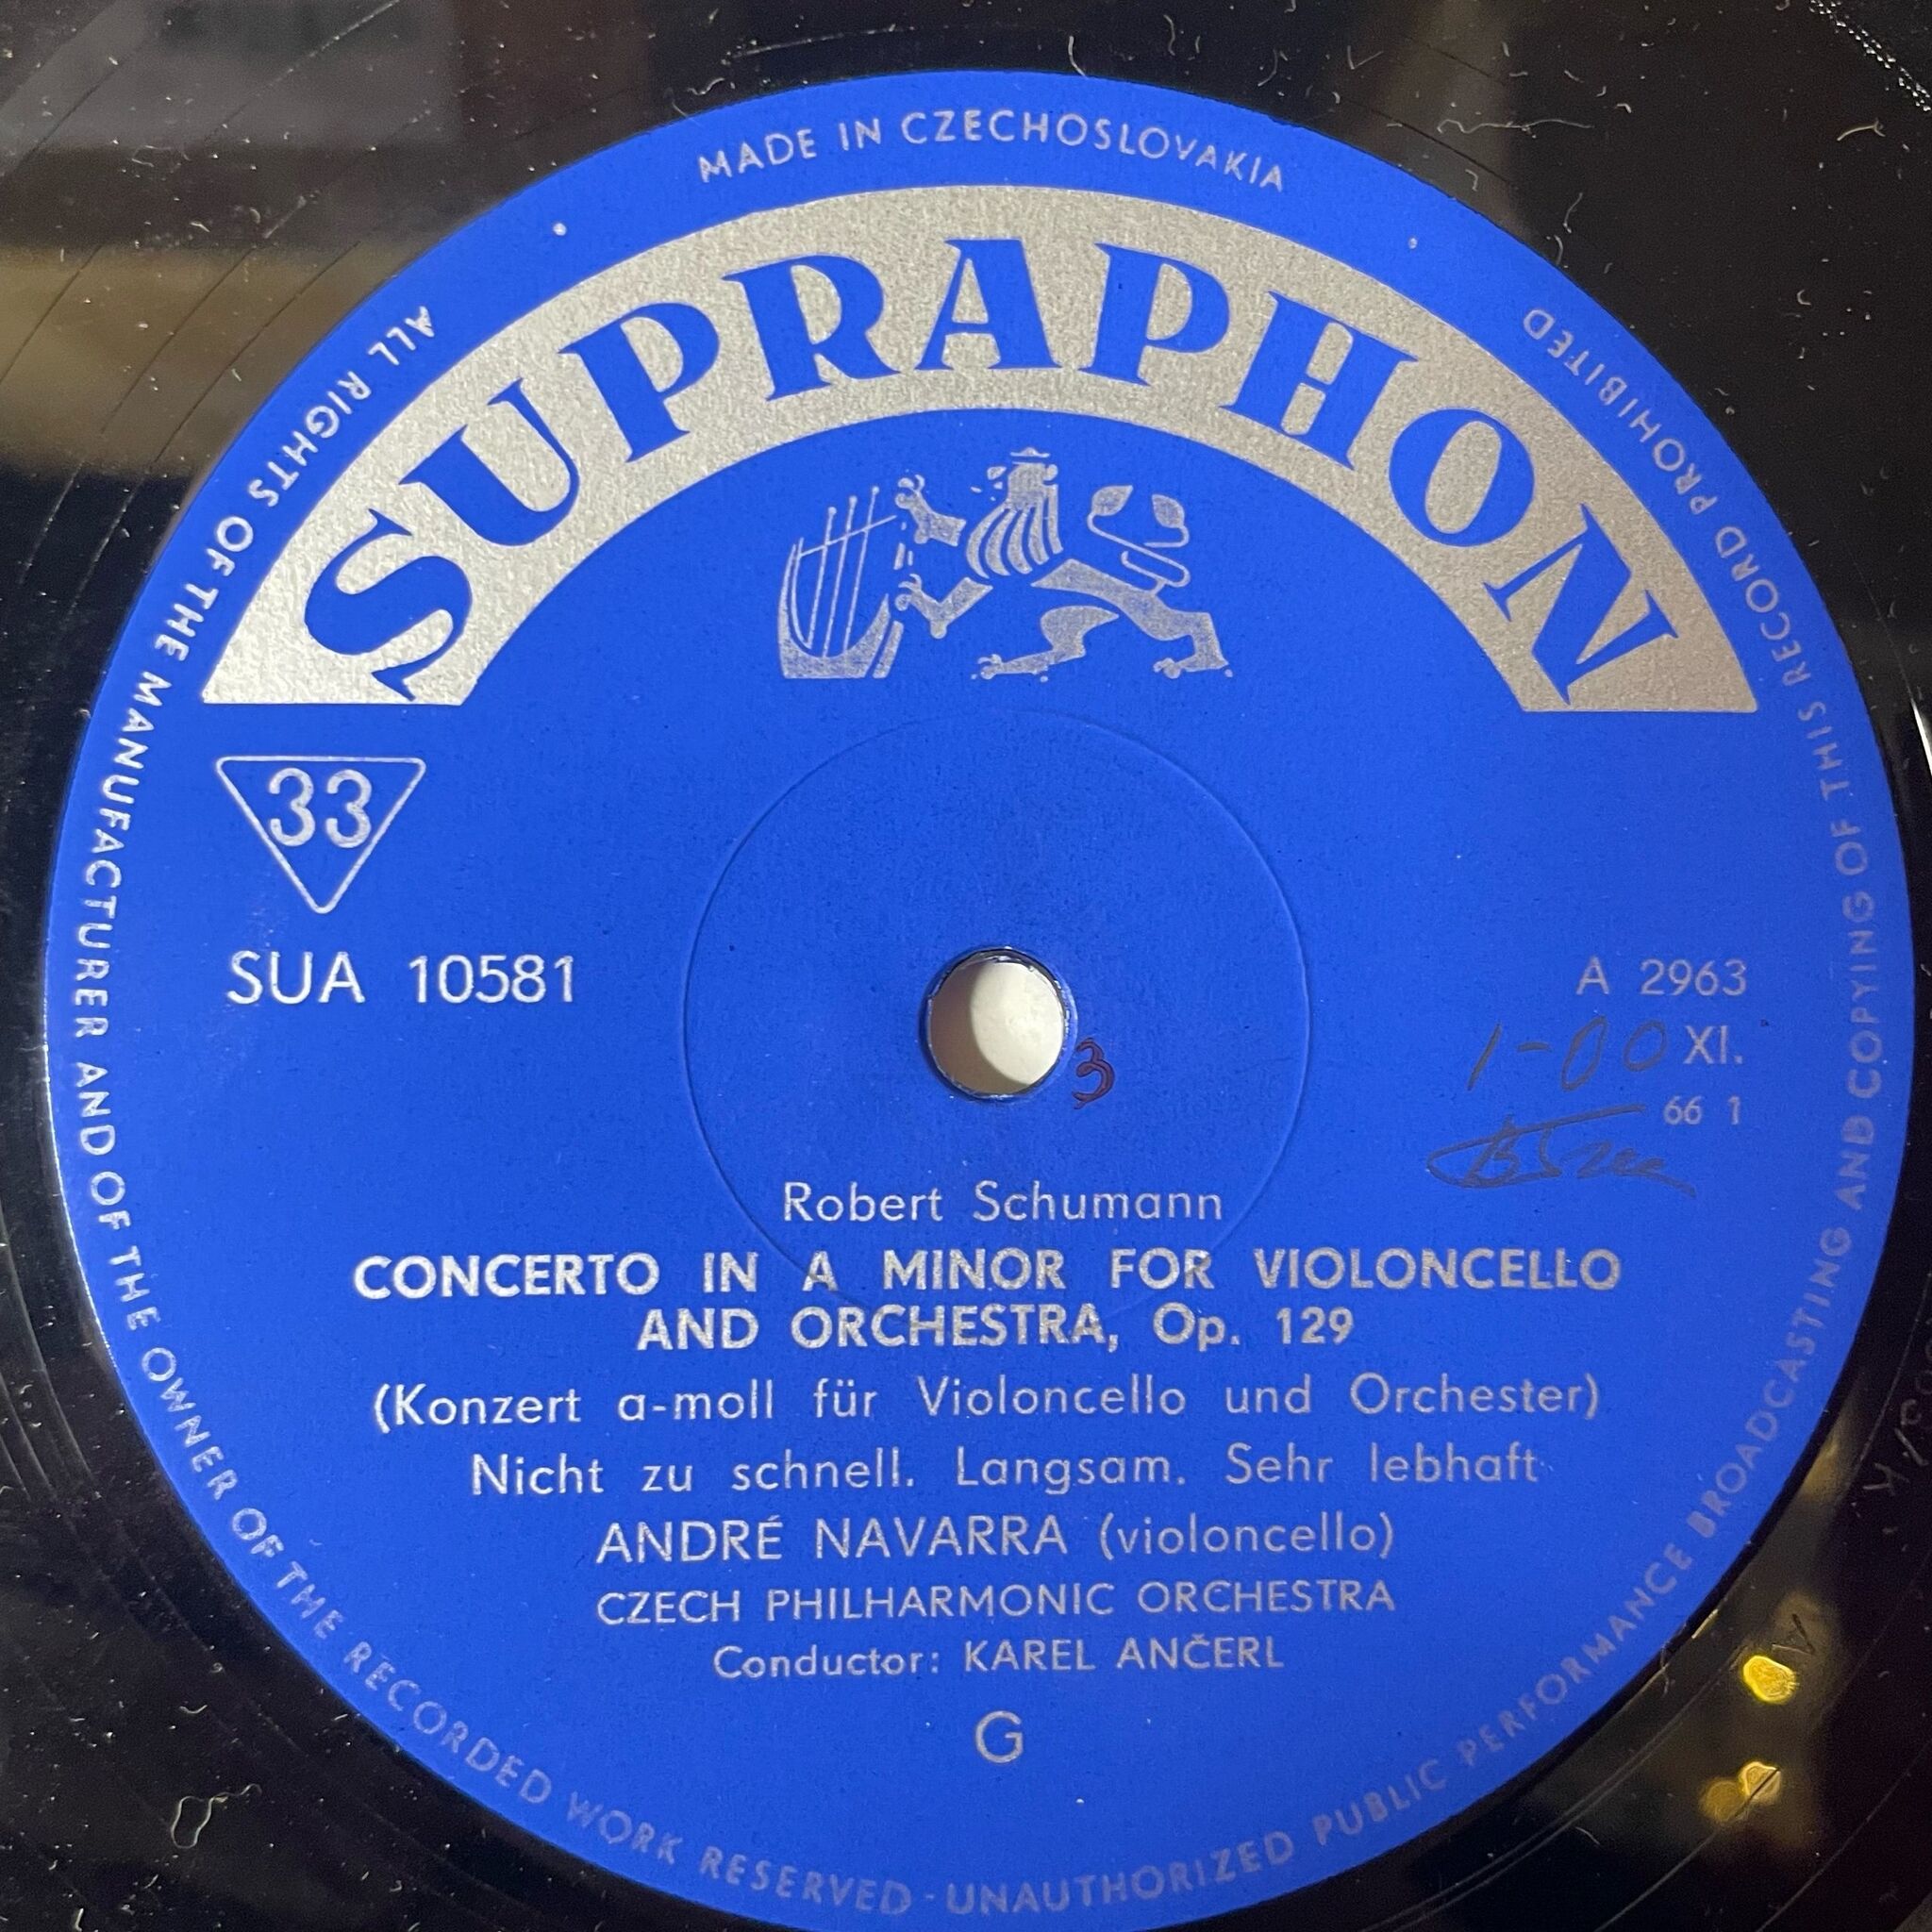 MADE IN CZECHOSLOVAKIA
SUPRAPHON
33
SUA 10581
A 2963
1-00 XI.
66 1
3
Robert Schumann
CONCERTO IN A MINOR FOR VIOLONCELLO
AND ORCHESTRA, Op. 129
(Konzert a-moll für Violoncello und Orchester)
Nicht zu schnell. Langsam. Sehr lebhaft
ANDRÉ NAVARRA (violoncello)
CZECH PHILHARMONIC ORCHESTRA
Conductor: KAREL ANČERL
G
ALL RIGHTS OF THE MANUFACTURER AND OF THE OWNER OF THE RECORDED WORK RESERVED - UNAUTHORIZED PUBLIC PERFORMANCE BROADCASTING AND COPYING OF THIS RECORD PROHIBITED